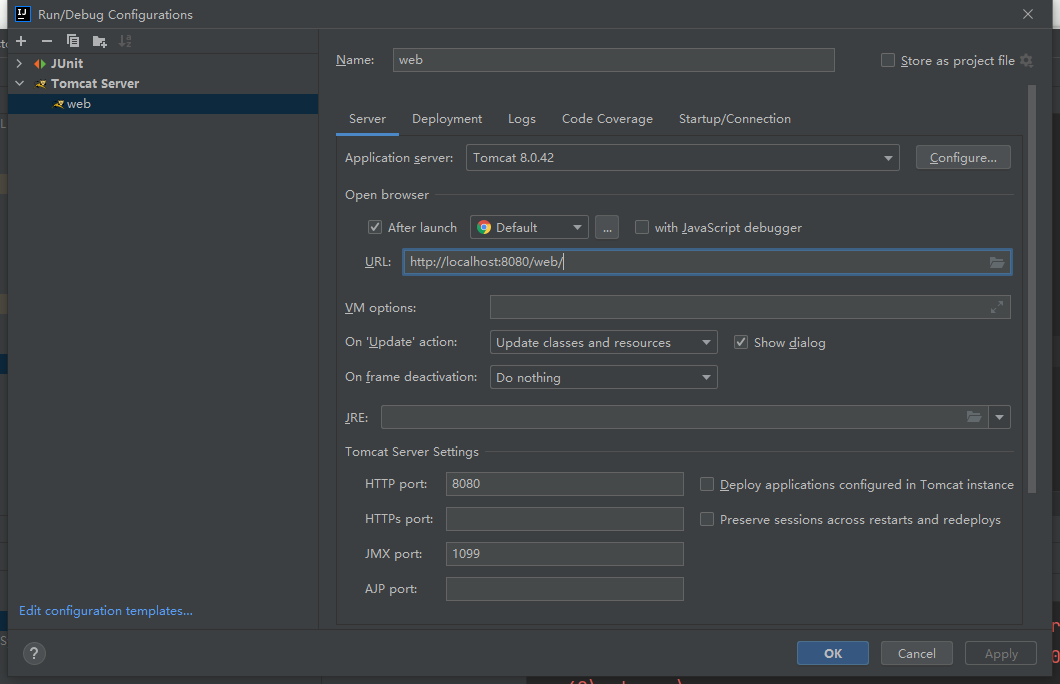 Run/Debug Configurations
JUnit
Tomcat Server
web
Edit configuration templates...
?
Name: web
Store as project file
Server Deployment Logs Code Coverage Startup/Connection
Application server: Tomcat 8.0.42 Configure...
Open browser
After launch Default ... with JavaScript debugger
URL: http://localhost:8080/web/
VM options:
On 'Update' action: Update classes and resources Show dialog
On frame deactivation: Do nothing
JRE:
Tomcat Server Settings
HTTP port: 8080 Deploy applications configured in Tomcat instance
HTTPs port: Preserve sessions across restarts and redeploys
JMX port: 1099
AJP port:
OK Cancel Apply